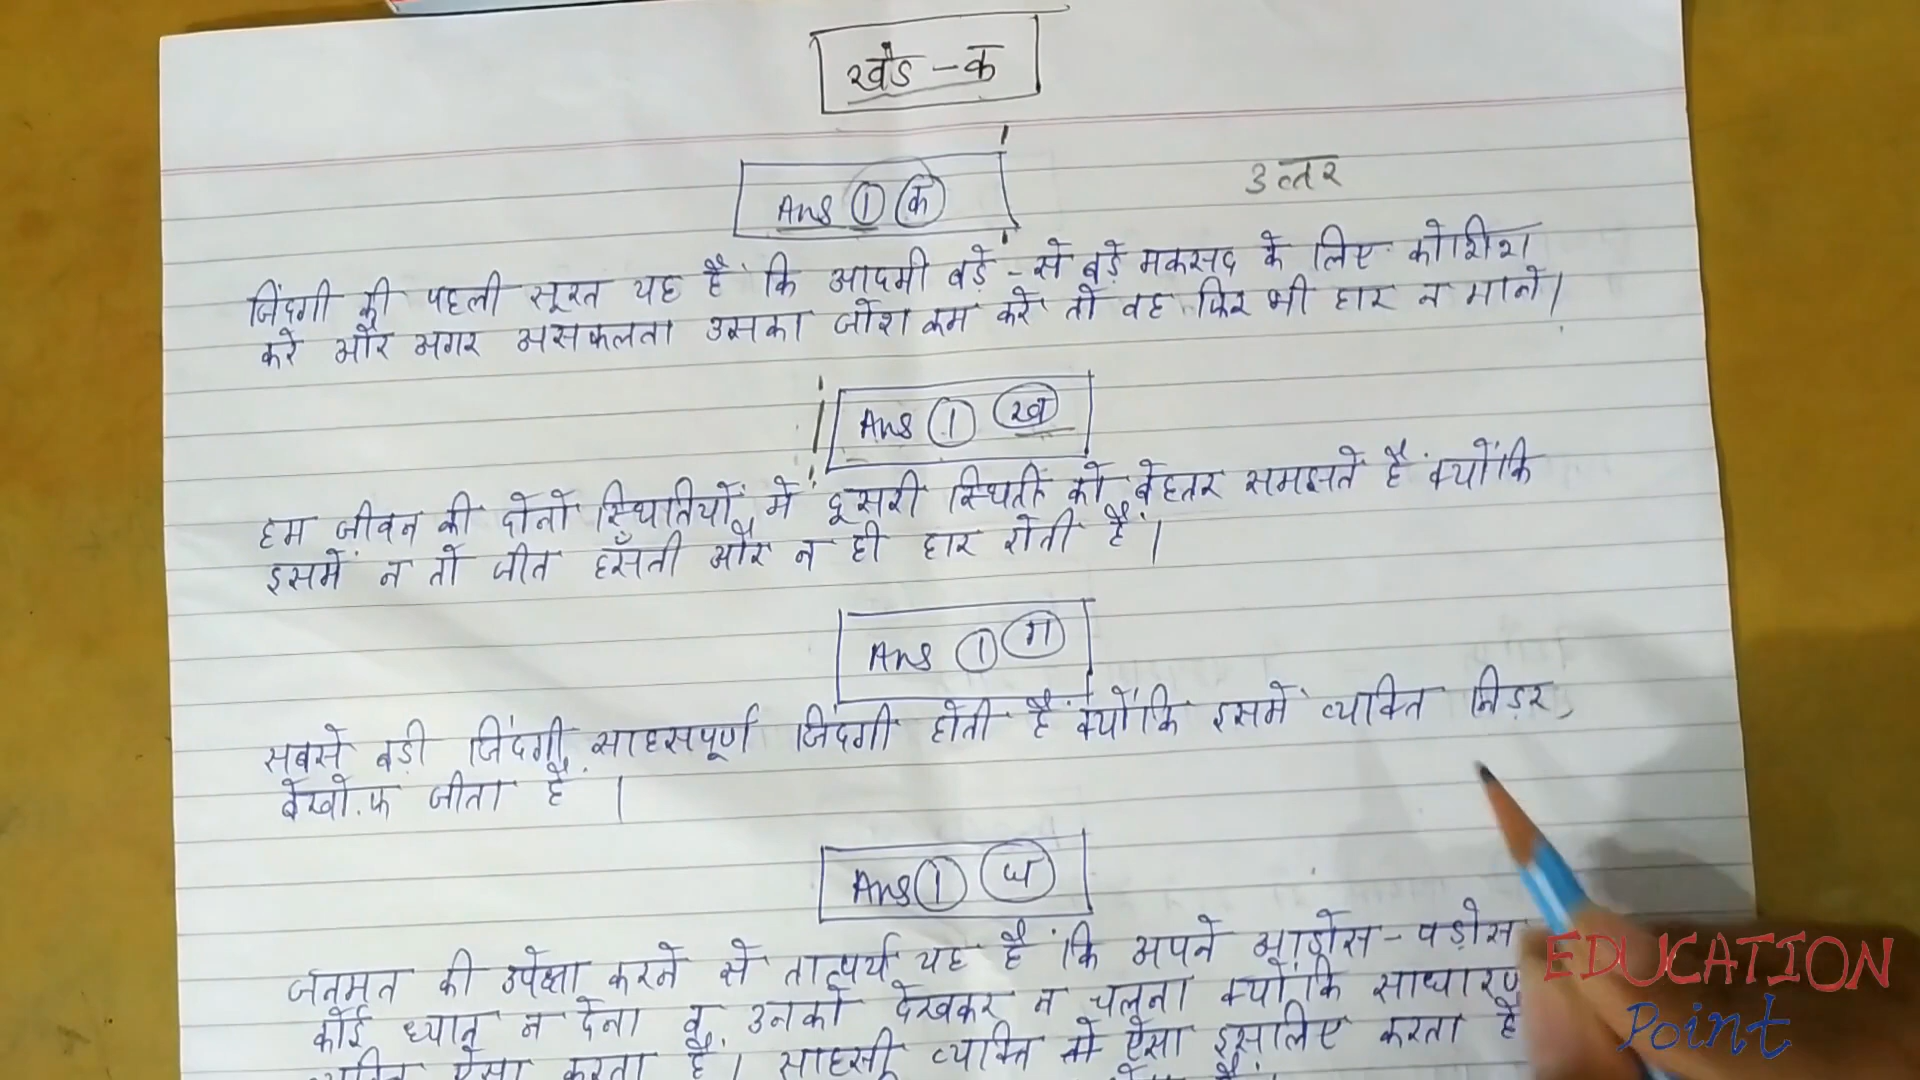 खंड - क
Ans 1 क
उत्तर
जिंदगी की पहली सूरत यह है कि आदमी बड़े - से बड़े मकसद के लिए कोशिश
करे और अगर असफलता उसका जोश कम करे तो वह फिर भी हार न माने।
Ans 1 ख
हम जीवन की दोनो स्थितियों में दूसरी स्थिती को बेहतर समझते है क्योंकि
इसमें न तो जीत हँसती और न ही हार रोती है।
Ans 1 ग
सबसे बड़ी जिंदगी साहसपूर्ण जिंदगी होती है क्योंकि इसमें व्यक्ति निडर,
बेखौफ जीता है।
Ans 1 घ
जनमत की उपेक्षा करने से तात्पर्य यह है कि अपने आड़ोस - पड़ोस
कोई ध्यान न देना व उनको देखकर न चलना क्योंकि साधारण
ऐसा करता है। साहसी व्यक्ति तो ऐसा इसलिए करता है
EDUCATION
Point